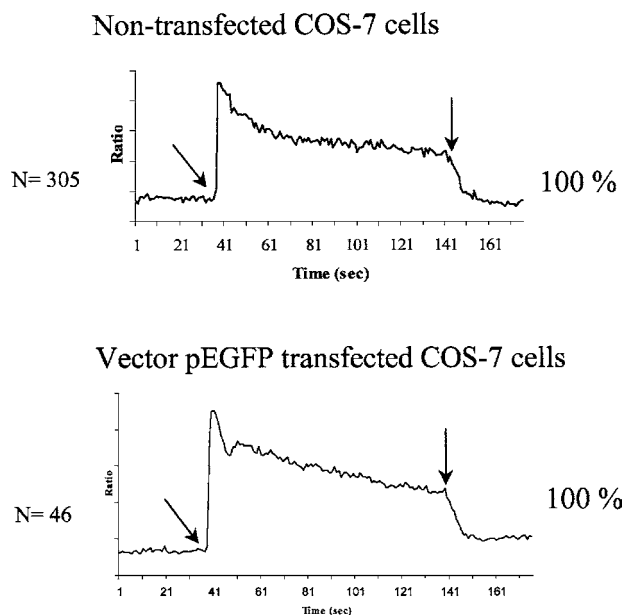 Non-transfected COS-7 cells
Ratio
N= 305
100 %
1 21 41 61 81 101 121 141 161
Time (sec)
Vector pEGFP transfected COS-7 cells
Ratio
N= 46
100 %
1 21 41 61 81 101 121 141 161
Time (sec)